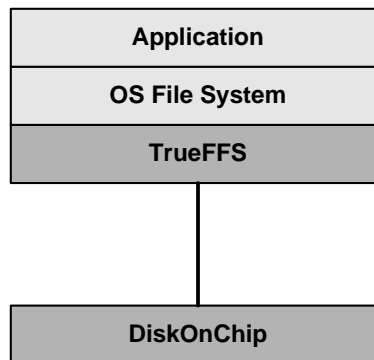 Application
OS File System
TrueFFS
DiskOnChip